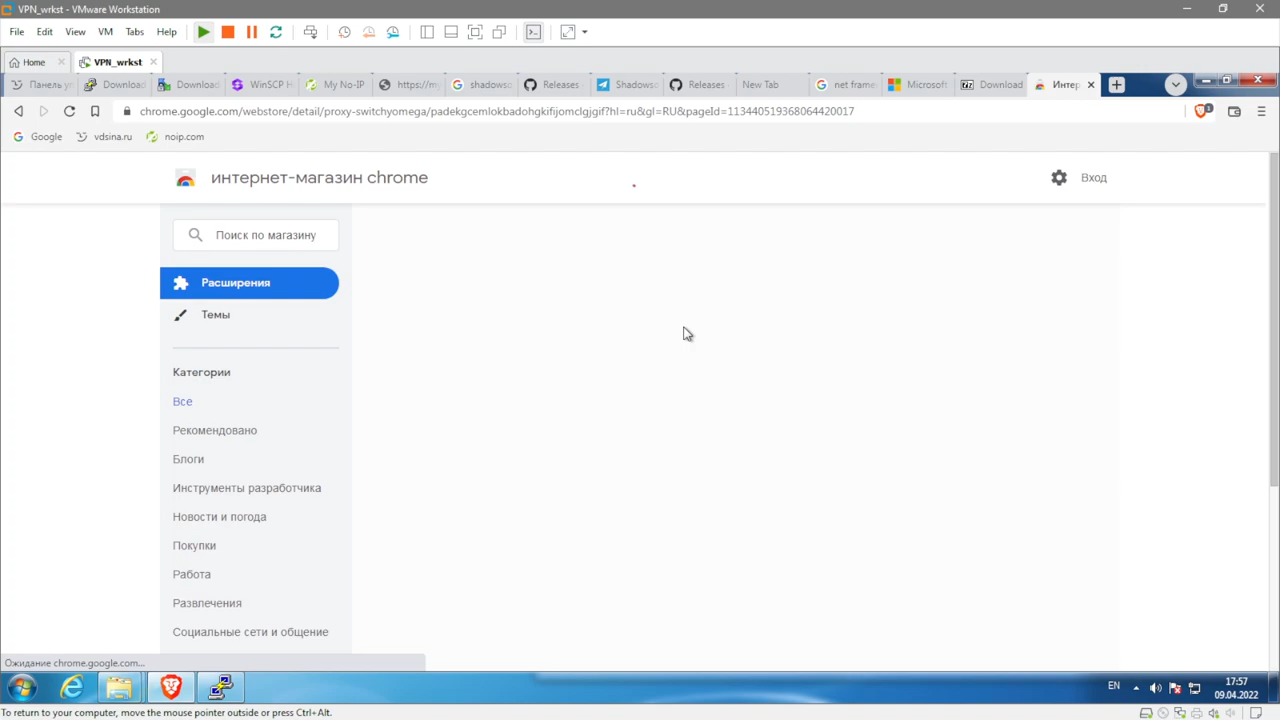 VPN_wrkst - VMware Workstation
File Edit View VM Tabs Help
Home VPN_wrkst
Панель у Download Download WinSCP H My No-IP https://m shadows Releases Shadows Releases New Tab net frame Microsoft Download Интер
chrome.google.com/webstore/detail/proxy-switchyomega/padekgcemlokbadohgkifijomclgjgif?hl=ru&gl=RU&pageId=113440519368064420017
1
Google vdsina.ru noip.com
интернет-магазин chrome
Вход
Поиск по магазину
Расширения
Темы
Категории
Все
Рекомендовано
Блоги
Инструменты разработчика
Новости и погода
Покупки
Работа
Развлечения
Социальные сети и общение
Ожидание chrome.google.com...
EN
17:57
09.04.2022
To return to your computer, move the mouse pointer outside or press Ctrl+Alt.